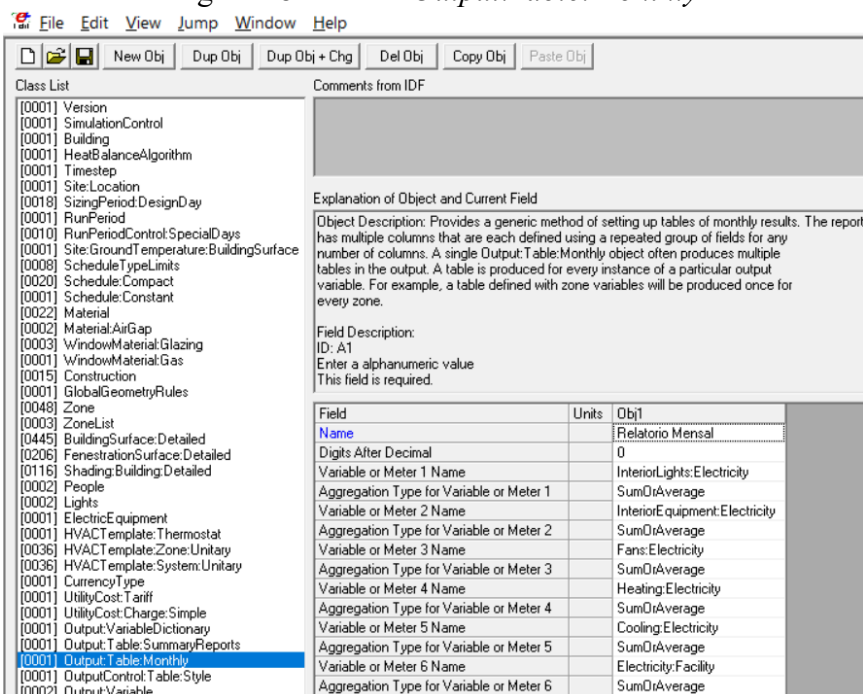 Output:Table:Monthly
File Edit View Jump Window Help
New Obj Dup Obj Dup Obj + Chg Del Obj Copy Obj Paste Obj
Class List
[0001] Version
[0001] SimulationControl
[0001] Building
[0001] HeatBalanceAlgorithm
[0001] Timestep
[0001] Site:Location
[0018] SizingPeriod:DesignDay
[0001] RunPeriod
[0010] RunPeriodControl:SpecialDays
[0001] Site:GroundTemperature:BuildingSurface
[0008] ScheduleTypeLimits
[0020] Schedule:Compact
[0001] Schedule:Constant
[0022] Material
[0002] Material:AirGap
[0003] WindowMaterial:Glazing
[0001] WindowMaterial:Gas
[0015] Construction
[0001] GlobalGeometryRules
[0048] Zone
[0003] ZoneList
[0445] BuildingSurface:Detailed
[0206] FenestrationSurface:Detailed
[0116] Shading:Building:Detailed
[0002] People
[0002] Lights
[0001] ElectricEquipment
[0001] HVACTemplate:Thermostat
[0036] HVACTemplate:Zone:Unitary
[0036] HVACTemplate:System:Unitary
[0001] CurrencyType
[0001] UtilityCost:Tariff
[0001] UtilityCost:Charge:Simple
[0001] Output:VariableDictionary
[0001] Output:Table:SummaryReports
[0001] Output:Table:Monthly
[0001] OutputControl:Table:Style
[0002] Output:Variable
Comments from IDF
Explanation of Object and Current Field
Object Description: Provides a generic method of setting up tables of monthly results. The report
has multiple columns that are each defined using a repeated group of fields for any
number of columns. A single Output:Table:Monthly object often produces multiple
tables in the output. A table is produced for every instance of a particular output
variable. For example, a table defined with zone variables will be produced once for
every zone.
Field Description:
ID: A1
Enter a alphanumeric value
This field is required.
Field Units Obj1
Name Relatorio Mensal
Digits After Decimal 0
Variable or Meter 1 Name InteriorLights:Electricity
Aggregation Type for Variable or Meter 1 SumOrAverage
Variable or Meter 2 Name InteriorEquipment:Electricity
Aggregation Type for Variable or Meter 2 SumOrAverage
Variable or Meter 3 Name Fans:Electricity
Aggregation Type for Variable or Meter 3 SumOrAverage
Variable or Meter 4 Name Heating:Electricity
Aggregation Type for Variable or Meter 4 SumOrAverage
Variable or Meter 5 Name Cooling:Electricity
Aggregation Type for Variable or Meter 5 SumOrAverage
Variable or Meter 6 Name Electricity:Facility
Aggregation Type for Variable or Meter 6 SumOrAverage